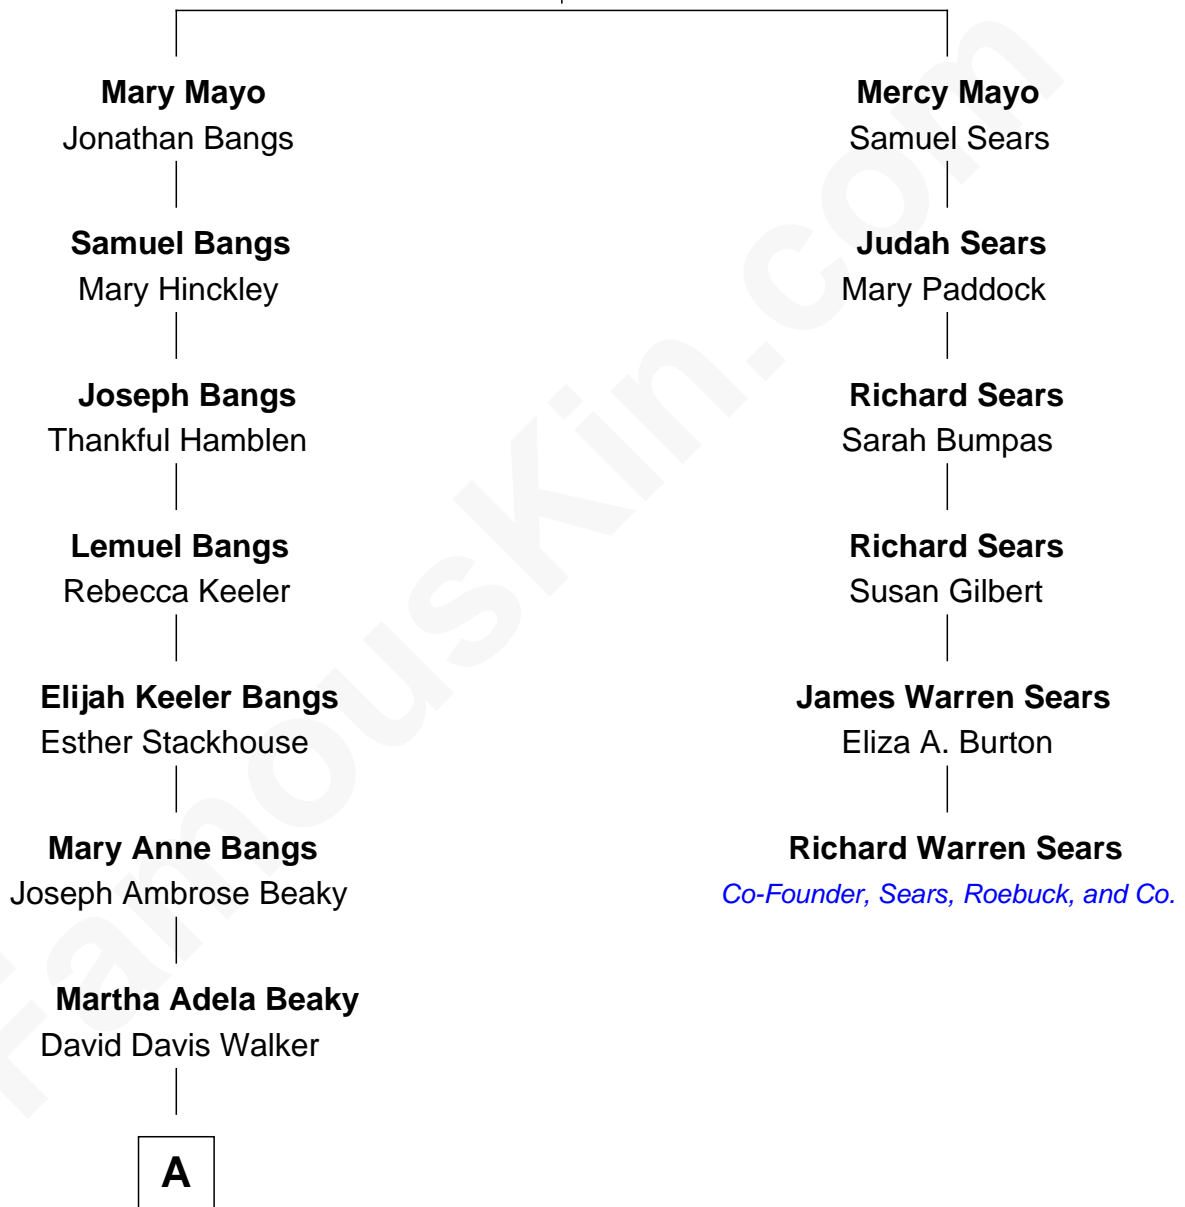 Mary Mayo
Jonathan Bangs
Samuel Bangs
Mary Hinckley
Joseph Bangs
Thankful Hamblen
Lemuel Bangs
Rebecca Keeler
Elijah Keeler Bangs
Esther Stackhouse
Mary Anne Bangs
Joseph Ambrose Beaky
Martha Adela Beaky
David Davis Walker
A
Mercy Mayo
Samuel Sears
Judah Sears
Mary Paddock
Richard Sears
Sarah Bumpas
Richard Sears
Susan Gilbert
James Warren Sears
Eliza A. Burton
Richard Warren Sears
Co-Founder, Sears, Roebuck, and Co.
FamousKin.com